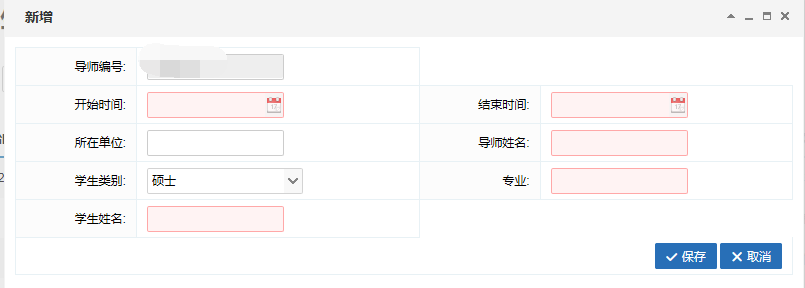 新增
导师编号:
开始时间: 结束时间:
所在单位: 导师姓名:
学生类别: 硕士 专业:
学生姓名:
保存 取消